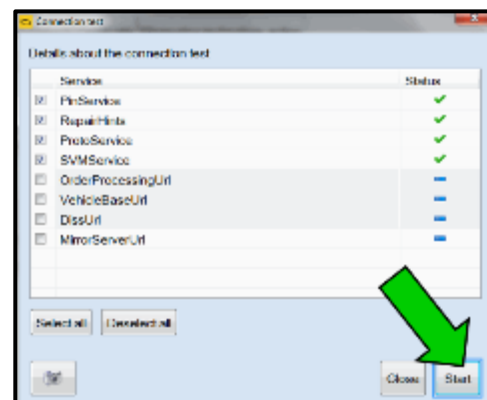 Connection test
Details about the connection test
Service Status
PinService
RepairHints
ProtoService
SVMService
OrderProcessingUrl
VehicleBaseUrl
DissUrl
MirrorServerUrl
Select all Deselect all
Close Start